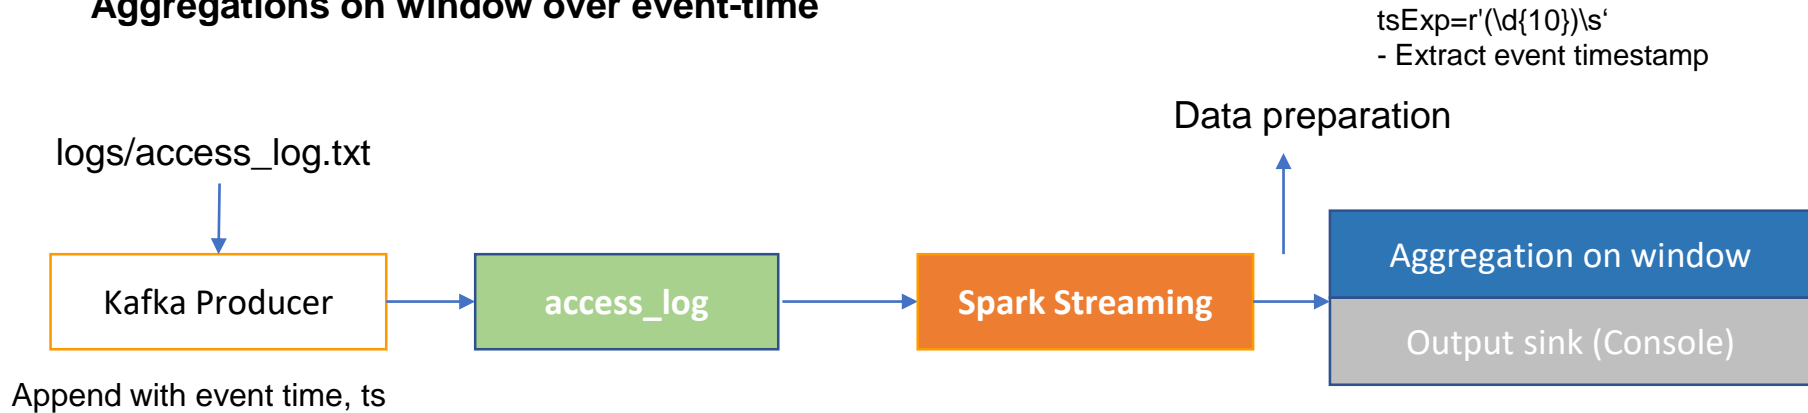 Aggregations on window over event-time
tsExp=r'(\d{10})\s‘
- Extract event timestamp
Data preparation
logs/access_log.txt
Kafka Producer
access_log
Spark Streaming
Aggregation on window
Output sink (Console)
Append with event time, ts